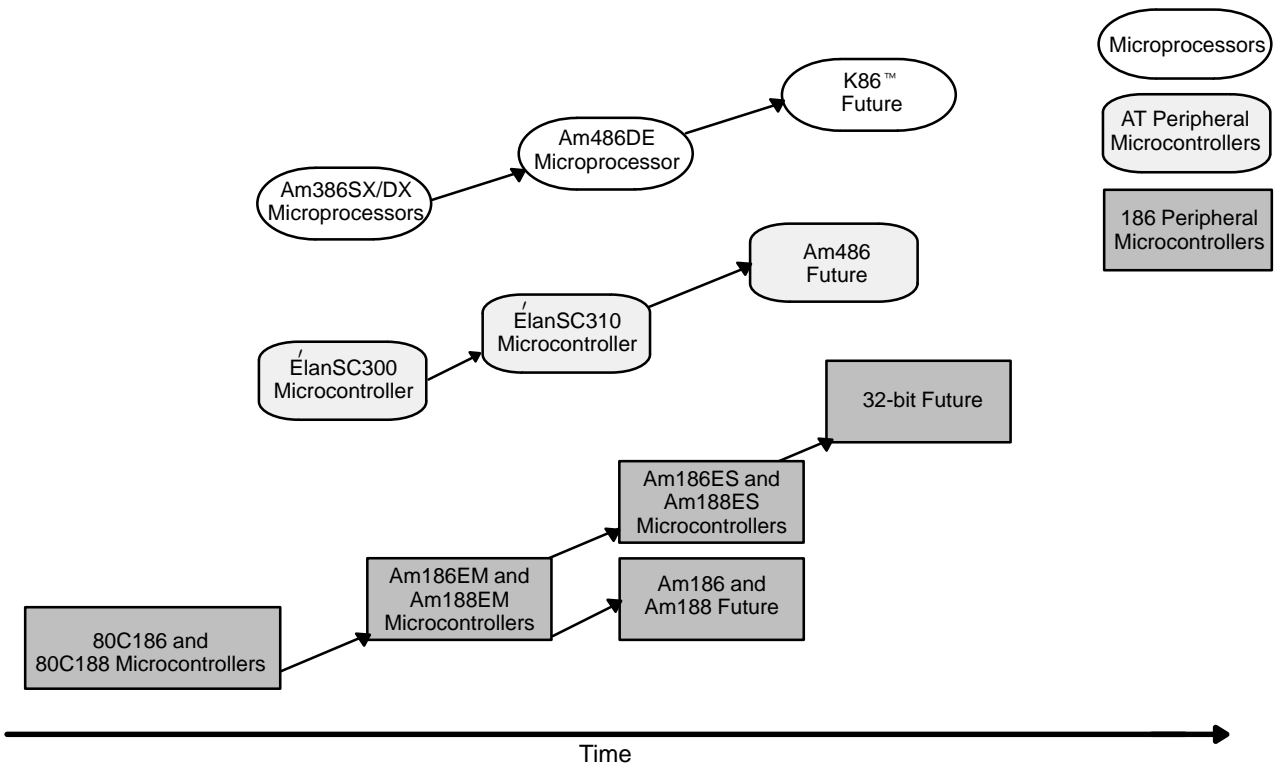 Microprocessors
K86™
Future
AT Peripheral
Microcontrollers
Am486DE
Microprocessor
Am386SX/DX
Microprocessors
186 Peripheral
Microcontrollers
Am486
Future
ÉlanSC310
Microcontroller
ÉlanSC300
Microcontroller
32-bit Future
Am186ES and
Am188ES
Microcontrollers
Am186EM and
Am188EM
Microcontrollers
Am186 and
Am188 Future
80C186 and
80C188 Microcontrollers
Time